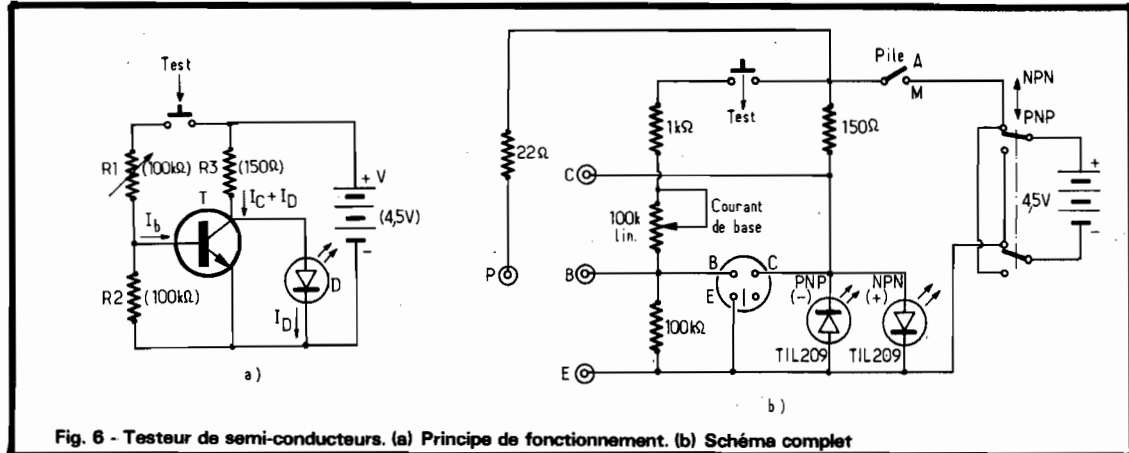 Test
R1
(100kΩ)
R3
(150Ω)
T
IC + ID
Ib
+ V
(4,5V)
-
R2
(100kΩ)
D
ID
a)
Pile
A
M
NPN
PNP
1kΩ
Test
150Ω
22Ω
C
100k
lin.
Courant
de base
+
4,5V
-
P
B
B
C
E
PNP
(-)
NPN
(+)
100kΩ
TIL209
TIL209
E
b)
Fig. 6 - Testeur de semi-conducteurs. (a) Principe de fonctionnement. (b) Schéma complet